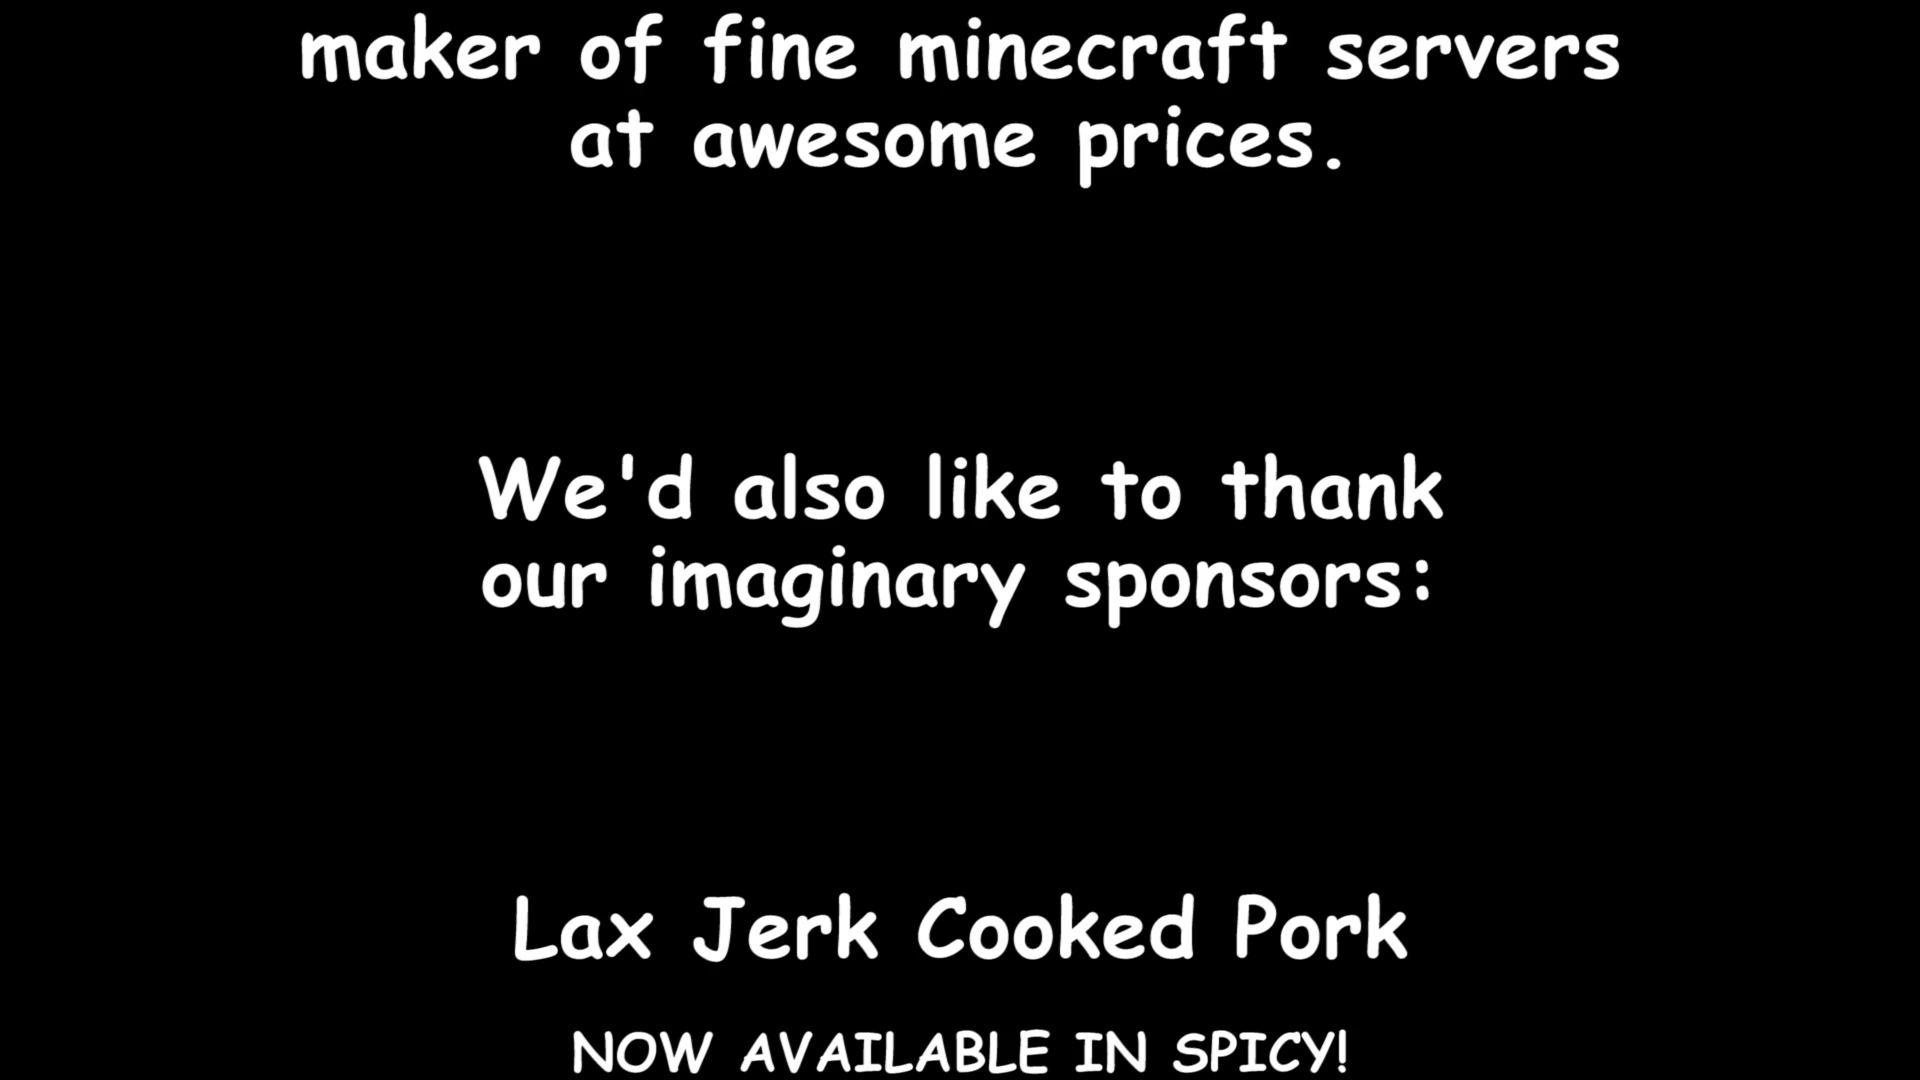 maker of fine minecraft servers
at awesome prices.
We'd also like to thank
our imaginary sponsors:
Lax Jerk Cooked Pork
NOW AVAILABLE IN SPICY!